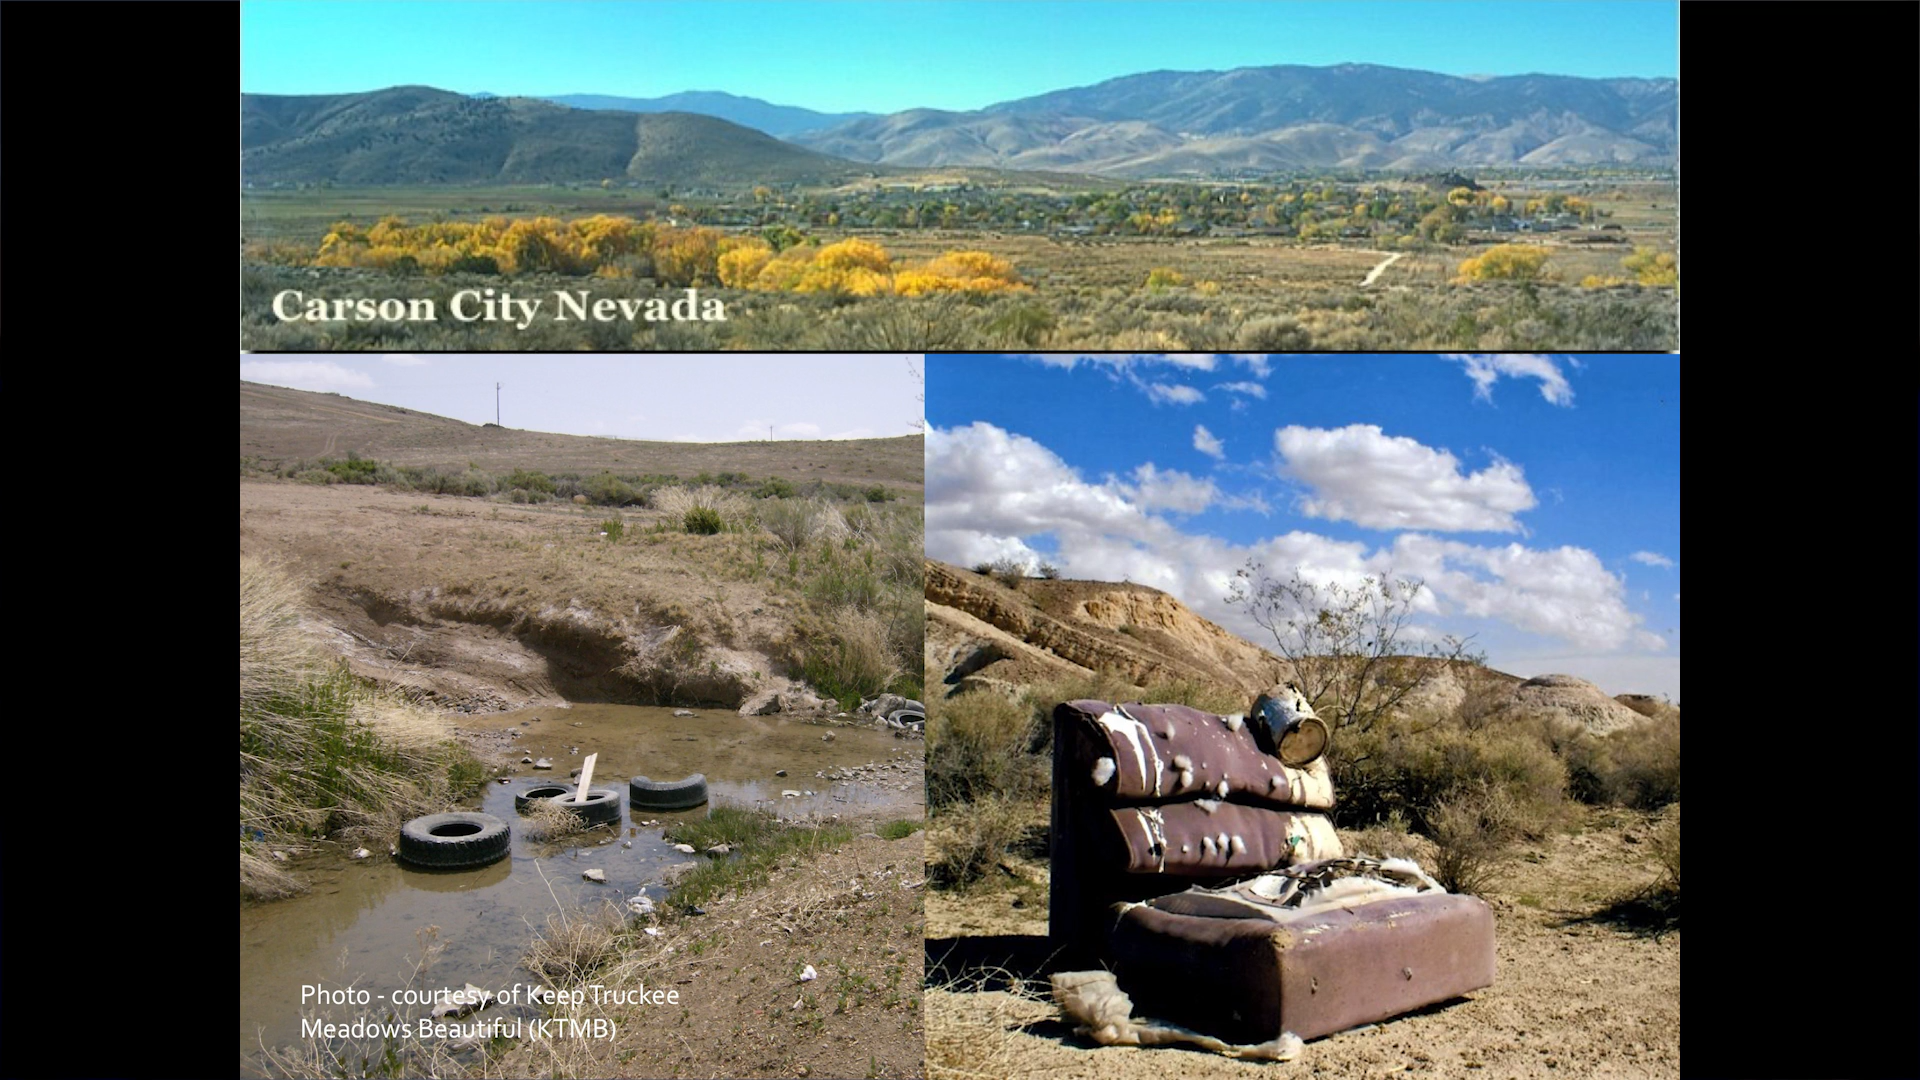 Carson City Nevada
Photo - courtesy of Keep Truckee
Meadows Beautiful (KTMB)